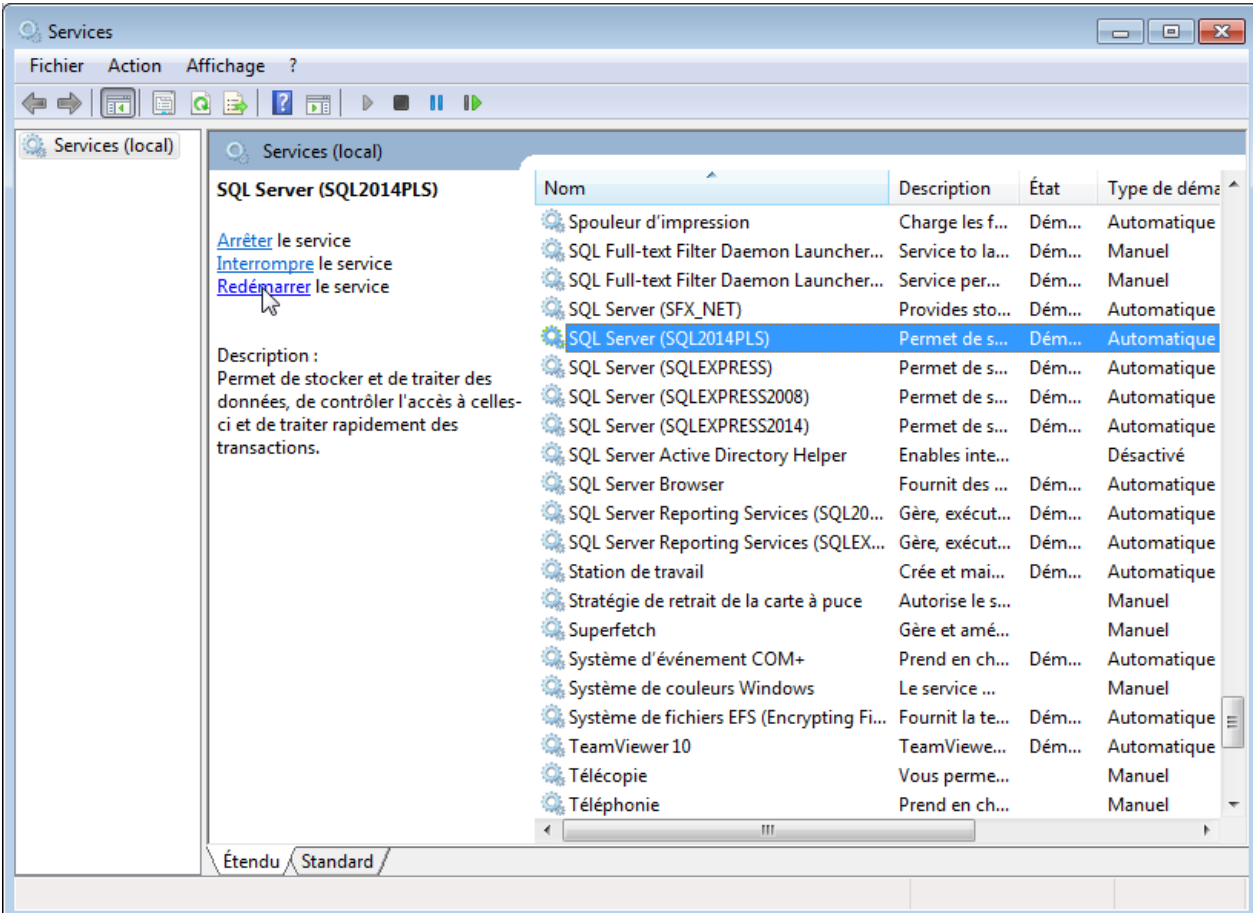 Services
Fichier Action Affichage ?
Services (local)
Services (local)
SQL Server (SQL2014PLS)
Arrêter le service
Interrompre le service
Redémarrer le service
Description :
Permet de stocker et de traiter des
données, de contrôler l'accès à celles-
ci et de traiter rapidement des
transactions.
Nom Description État Type de déma
Spouleur d'impression Charge les f... Dém... Automatique
SQL Full-text Filter Daemon Launcher... Service to la... Dém... Manuel
SQL Full-text Filter Daemon Launcher... Service per... Dém... Manuel
SQL Server (SFX_NET) Provides sto... Dém... Automatique
SQL Server (SQL2014PLS) Permet de s... Dém... Automatique
SQL Server (SQLEXPRESS) Permet de s... Dém... Automatique
SQL Server (SQLEXPRESS2008) Permet de s... Dém... Automatique
SQL Server (SQLEXPRESS2014) Permet de s... Dém... Automatique
SQL Server Active Directory Helper Enables inte... Désactivé
SQL Server Browser Fournit des ... Dém... Automatique
SQL Server Reporting Services (SQL20... Gère, exécut... Dém... Automatique
SQL Server Reporting Services (SQLEX... Gère, exécut... Dém... Automatique
Station de travail Crée et mai... Dém... Automatique
Stratégie de retrait de la carte à puce Autorise le s... Manuel
Superfetch Gère et amé... Manuel
Système d'événement COM+ Prend en ch... Dém... Automatique
Système de couleurs Windows Le service ... Manuel
Système de fichiers EFS (Encrypting Fi... Fournit la te... Dém... Automatique
TeamViewer 10 TeamViewe... Dém... Automatique
Télécopie Vous perme... Manuel
Téléphonie Prend en ch... Manuel
Étendu Standard